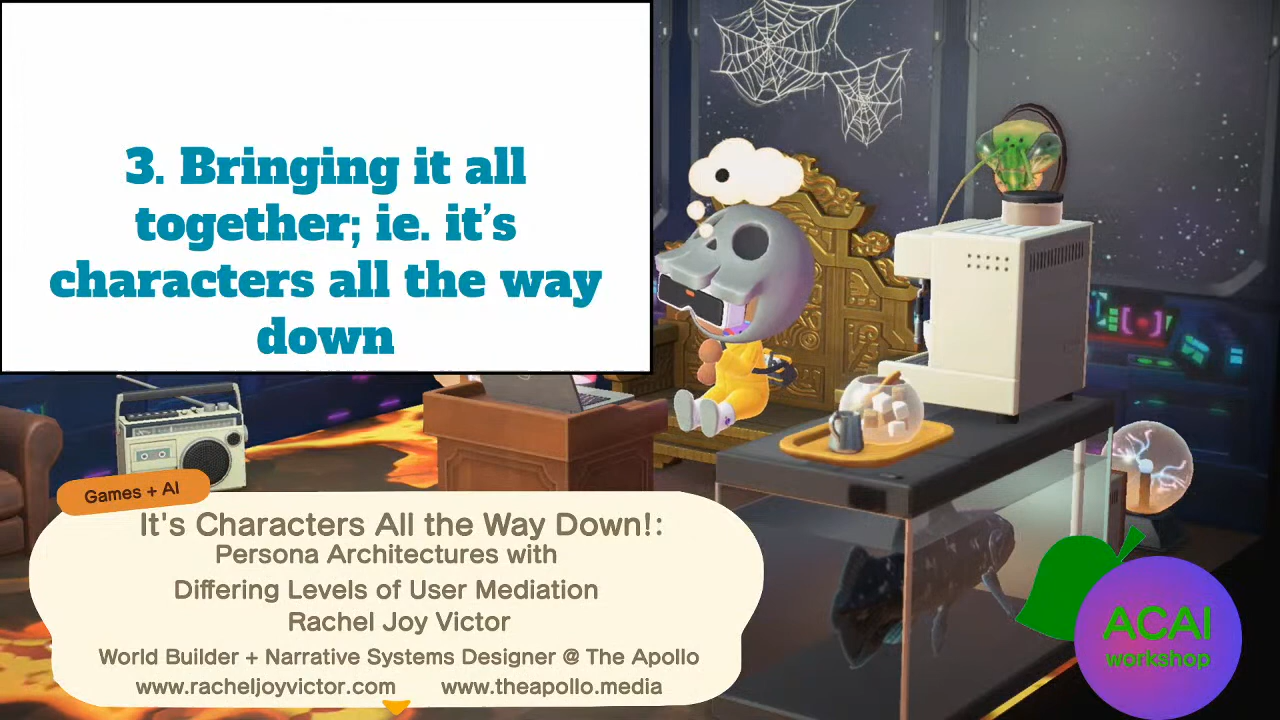 3. Bringing it all
together; ie. it's
characters all the way
down
Games + AI
It's Characters All the Way Down!:
Persona Architectures with
Differing Levels of User Mediation
Rachel Joy Victor
World Builder + Narrative Systems Designer @ The Apollo
www.racheljoyvictor.com www.theapollo.media
ACAI
workshop